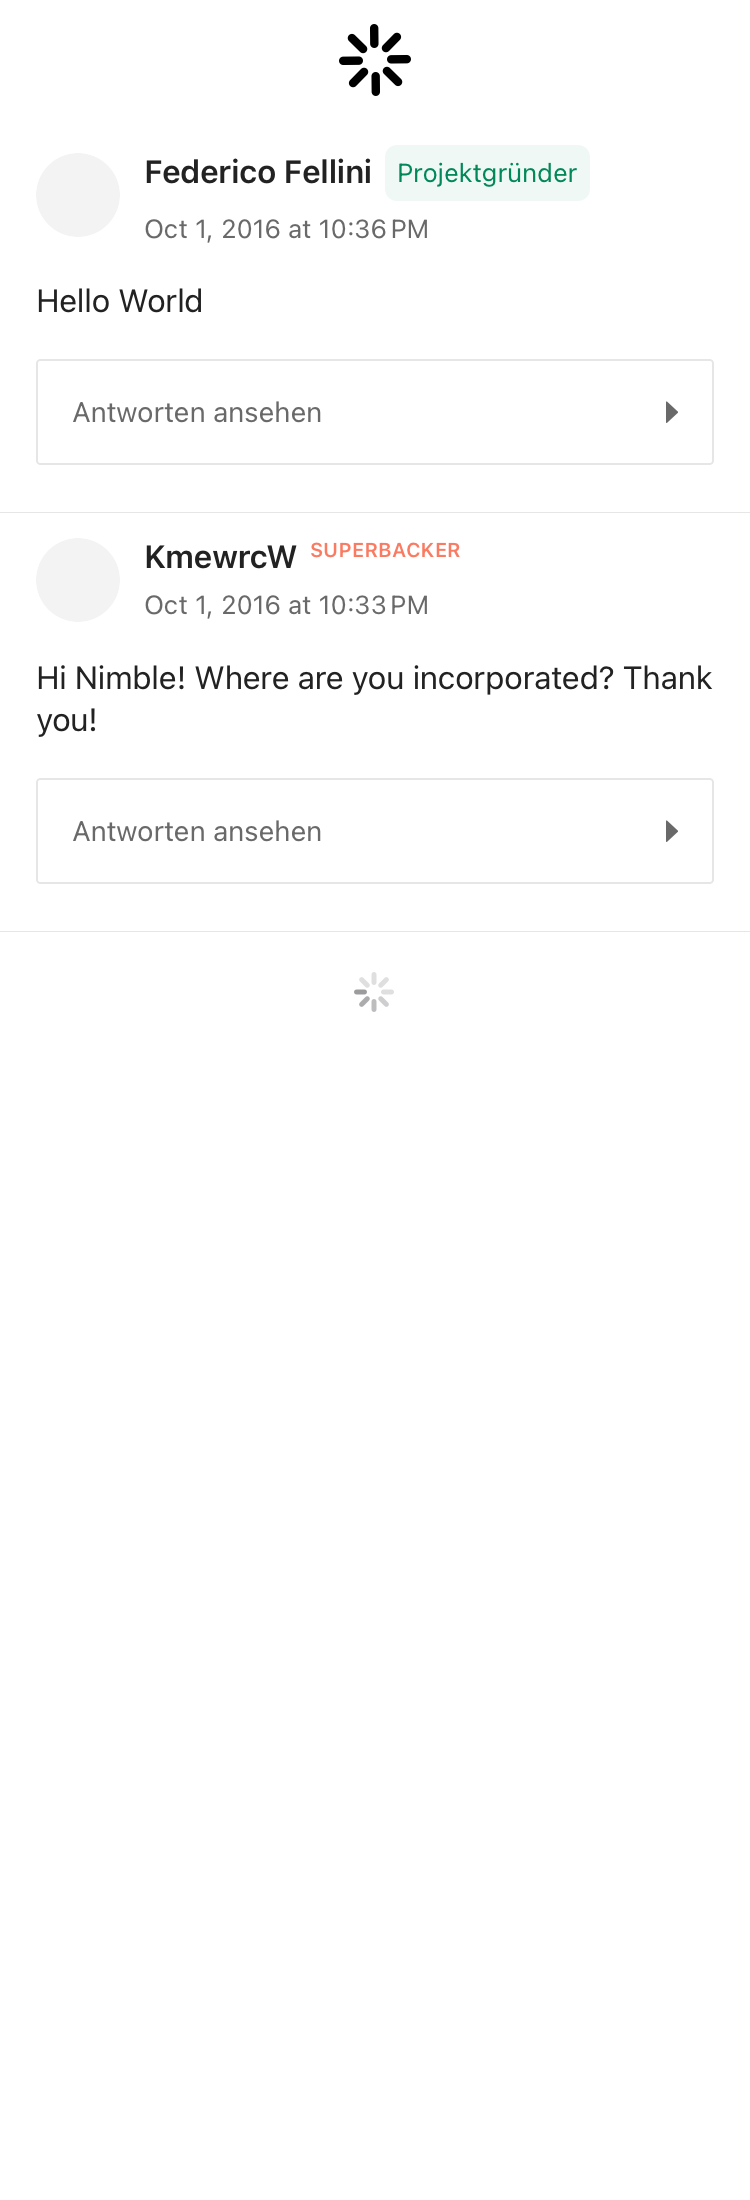 Federico Fellini Projektgründer
Oct 1, 2016 at 10:36 PM
Hello World
Antworten ansehen
KmewrcW SUPERBACKER
Oct 1, 2016 at 10:33 PM
Hi Nimble! Where are you incorporated? Thank
you!
Antworten ansehen